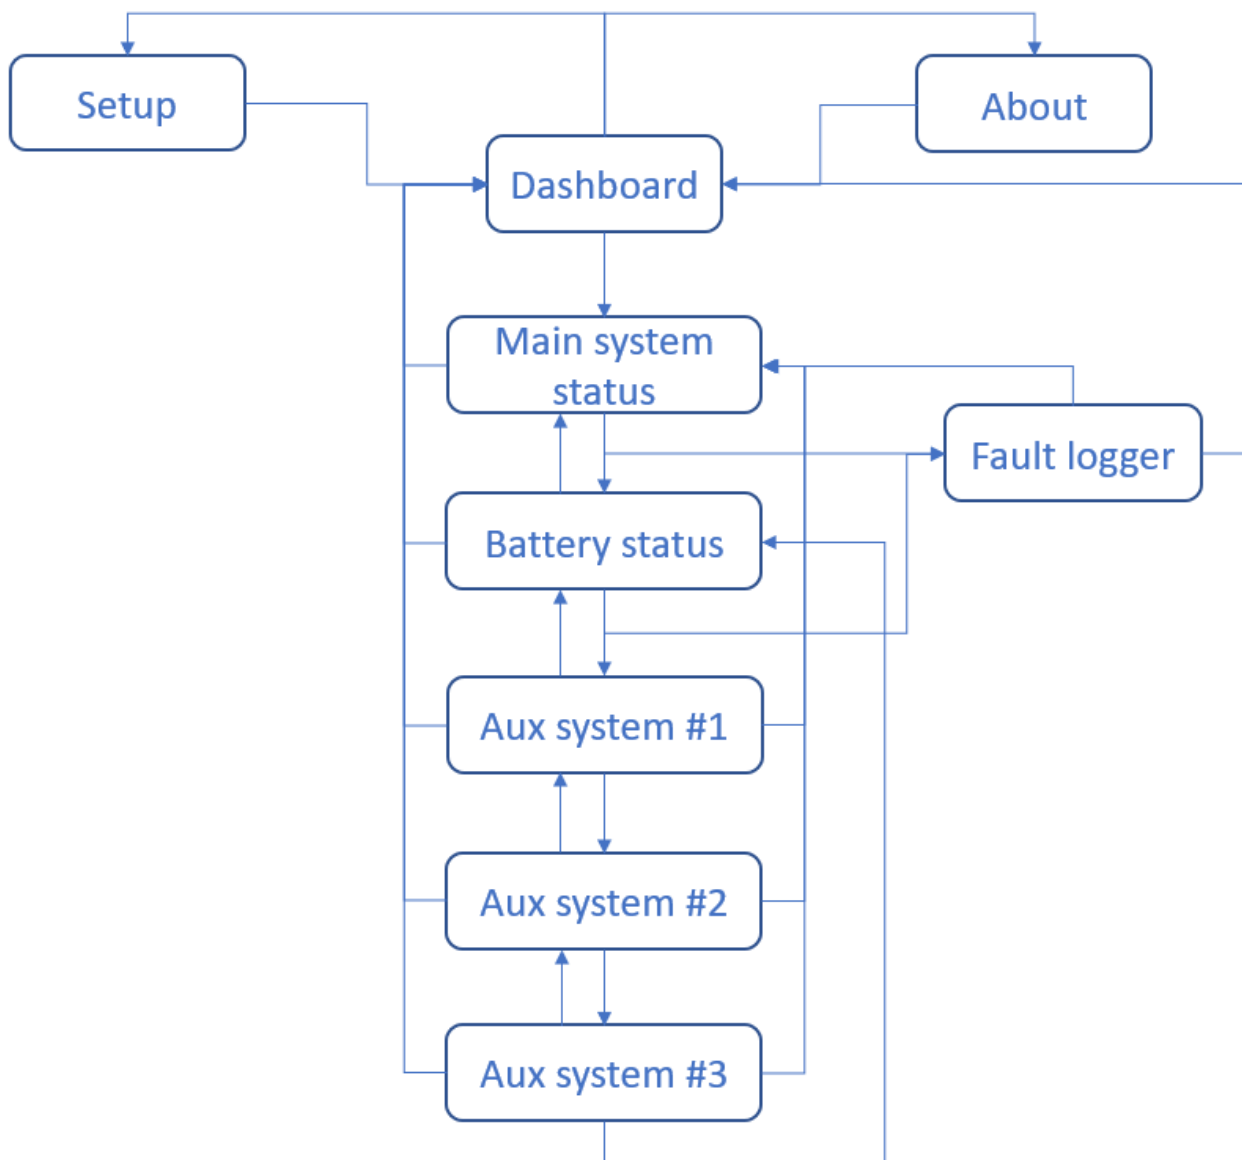 Setup
About
Dashboard
Main system
status
Fault logger
Battery status
Aux system #1
Aux system #2
Aux system #3